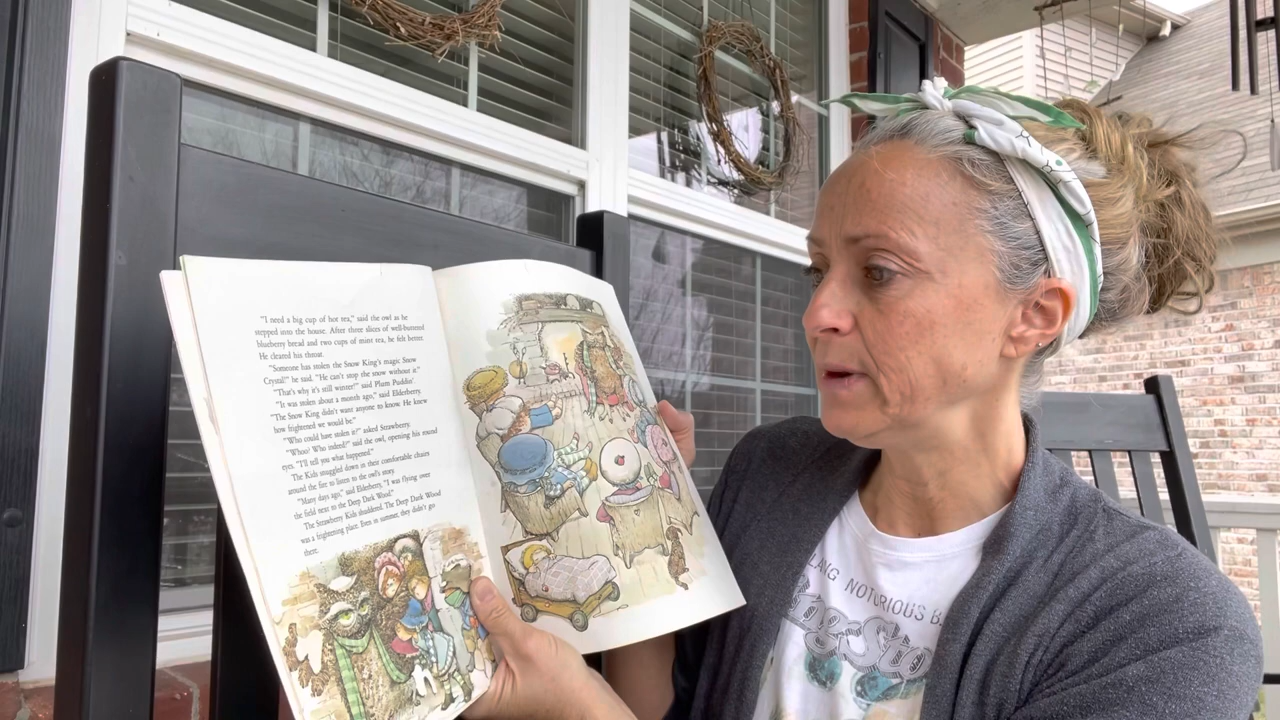 "I need a big cup of hot tea," said the owl as he
stepped into the house. After three slices of well-buttered
blueberry bread and two cups of mint tea, he felt better.
He cleared his throat.
"Someone has stolen the Snow King's magic Snow
Crystal!" he said. "He can't stop the snow without it."
"That's why it's still winter!" said Plum Puddin'.
"It was stolen about a month ago," said Elderberry.
"The Snow King didn't want anyone to know. He knew
how frightened we would be."
"Who could have stolen it?" asked Strawberry.
"Whoo? Who indeed?" said the owl, opening his round
eyes. "I'll tell you what happened."
The Kids snuggled down in their comfortable chairs
around the fire to listen to the owl's story.
"Many days ago," said Elderberry, "I was flying over
the field next to the Deep Dark Wood."
The Strawberry Kids shuddered. The Deep Dark Wood
was a frightening place. Even in summer, they didn't go
there.
NOTORIOUS B.